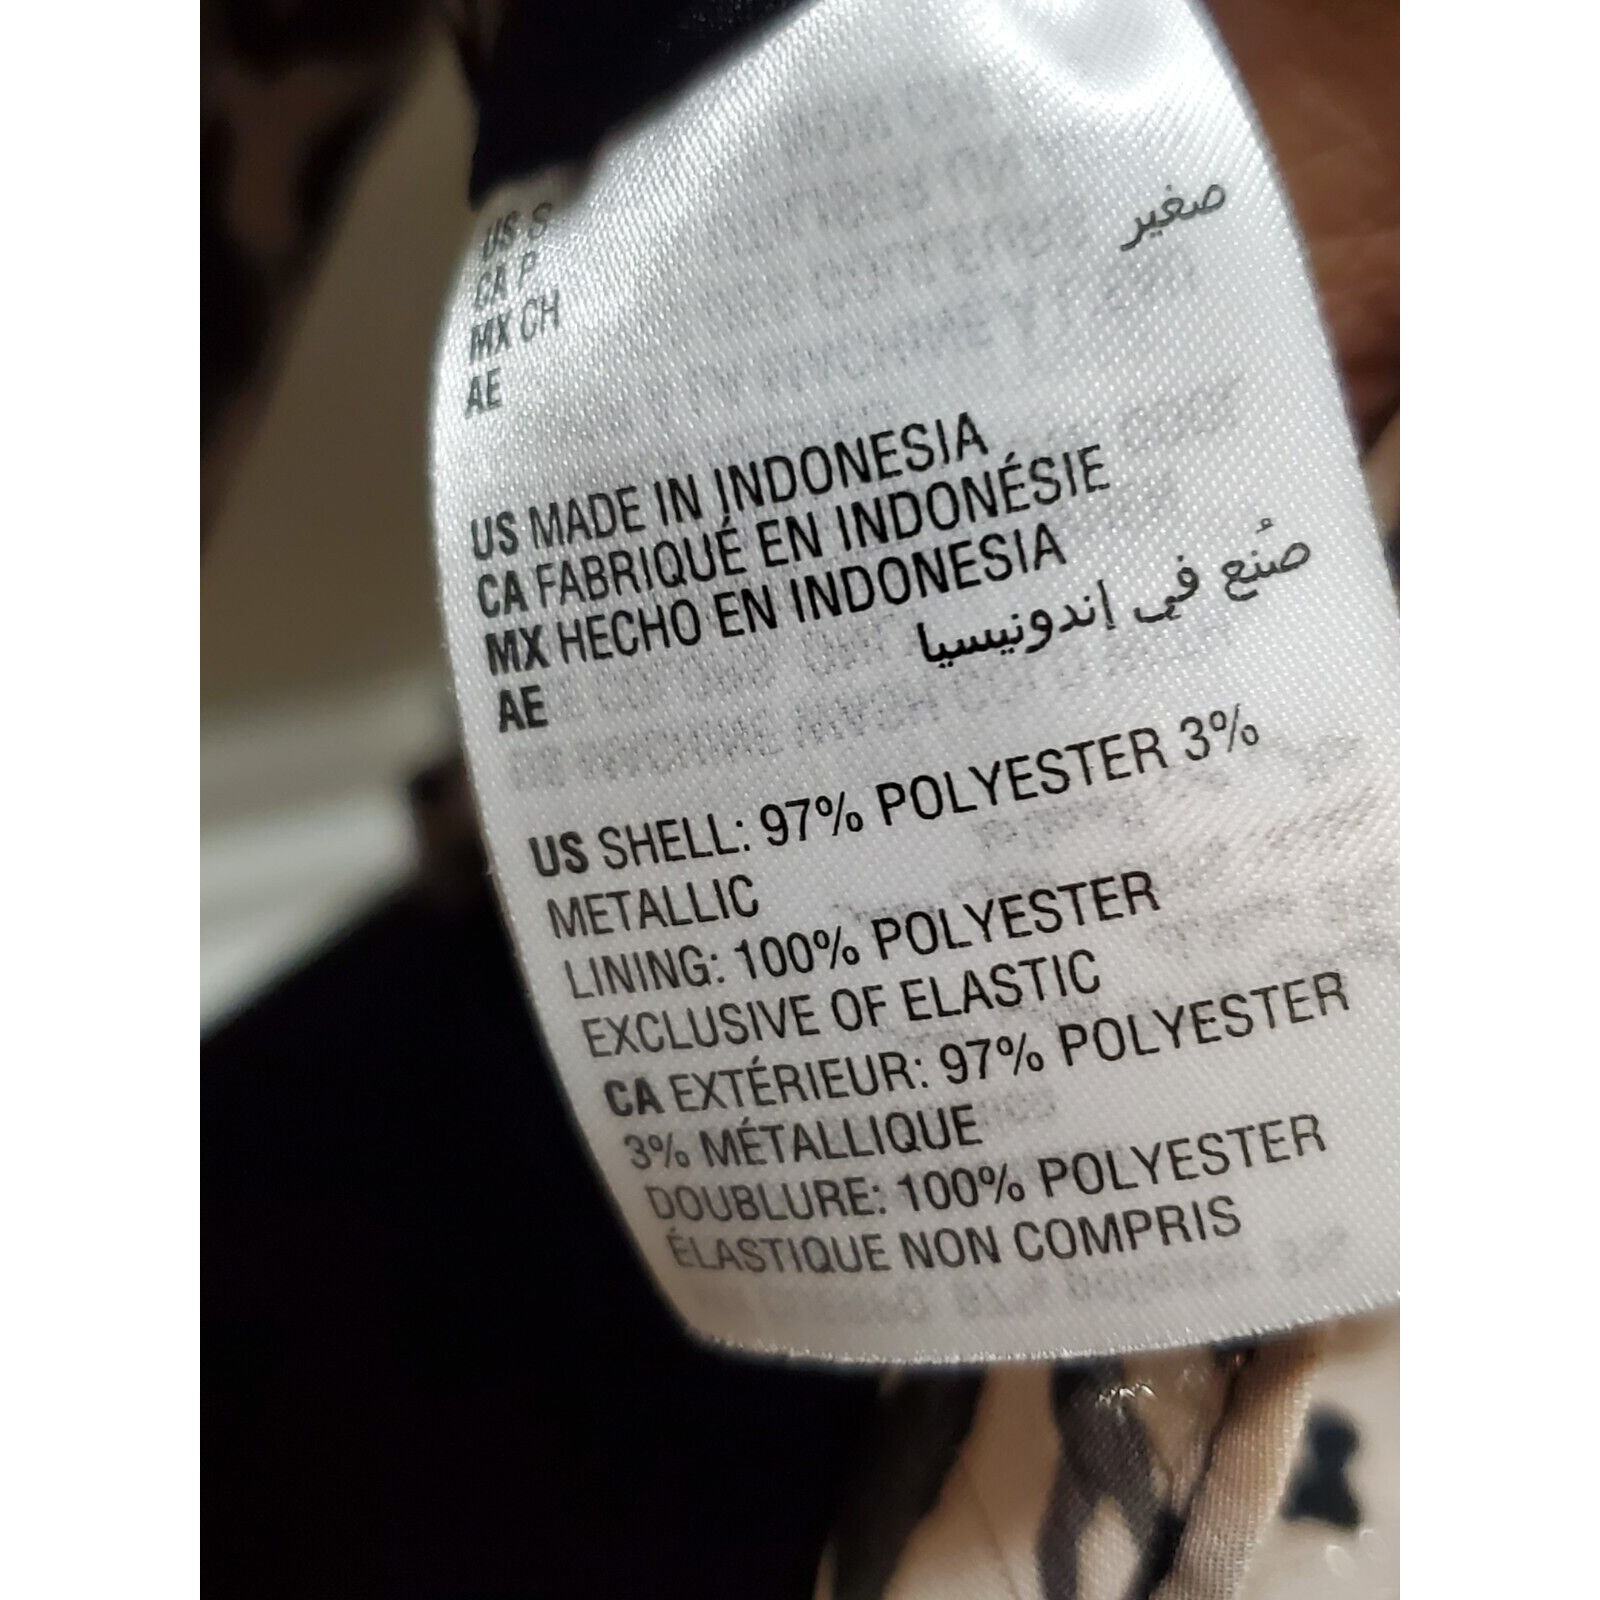 US S
CA P
MX CH
AE صغير
US MADE IN INDONESIA
CA FABRIQUÉ EN INDONÉSIE
MX HECHO EN INDONESIA
AE صُنع في إندونيسيا
US SHELL: 97% POLYESTER 3%
METALLIC
LINING: 100% POLYESTER
EXCLUSIVE OF ELASTIC
CA EXTÉRIEUR: 97% POLYESTER
3% MÉTALLIQUE
DOUBLURE: 100% POLYESTER
ÉLASTIQUE NON COMPRIS